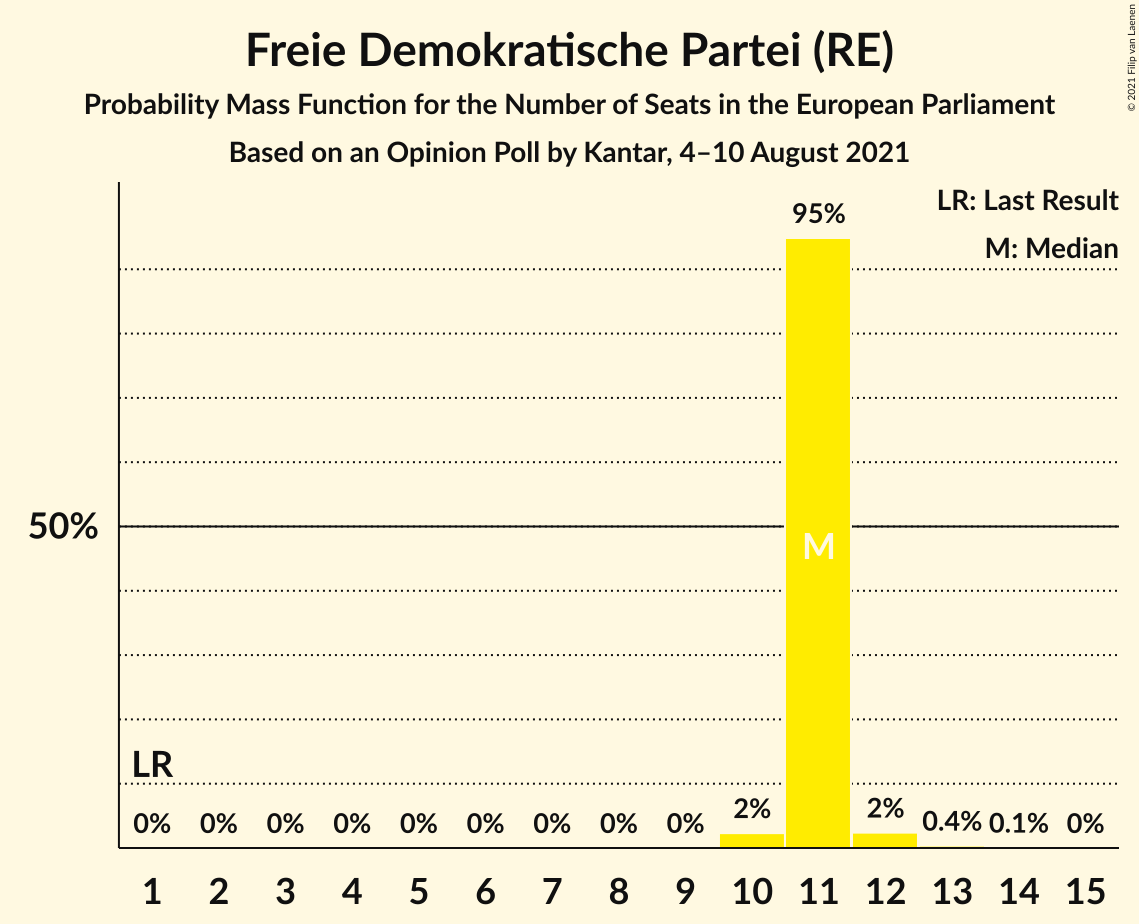 Freie Demokratische Partei (RE)
Probability Mass Function for the Number of Seats in the European Parliament
Based on an Opinion Poll by Kantar, 4–10 August 2021
© 2021 Filip van Laenen
LR: Last Result
M: Median
95%
50%
M
LR
0% 0% 0% 0% 0% 0% 0% 0% 0% 2% 2% 0.4% 0.1% 0%
1 2 3 4 5 6 7 8 9 10 11 12 13 14 15